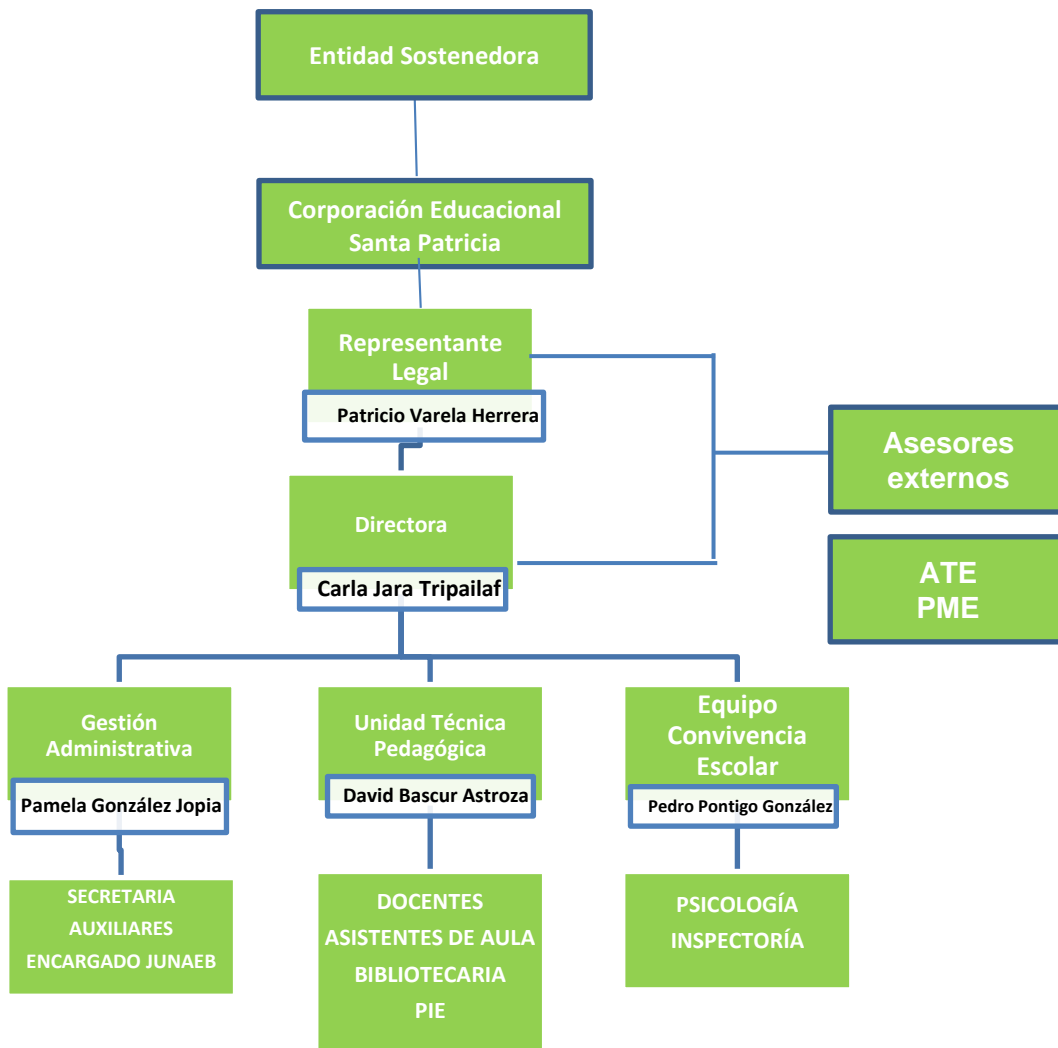 Entidad Sostenedora
Corporación Educacional
Santa Patricia
Representante
Legal
Patricio Varela Herrera
Asesores
externos
Directora
Carla Jara Tripailaf
ATE
PME
Gestión
Administrativa
Pamela González Jopia
Unidad Técnica
Pedagógica
David Bascur Astroza
Equipo
Convivencia
Escolar
Pedro Pontigo González
SECRETARIA
AUXILIARES
ENCARGADO JUNAEB
DOCENTES
ASISTENTES DE AULA
BIBLIOTECARIA
PIE
PSICOLOGÍA
INSPECTORÍA